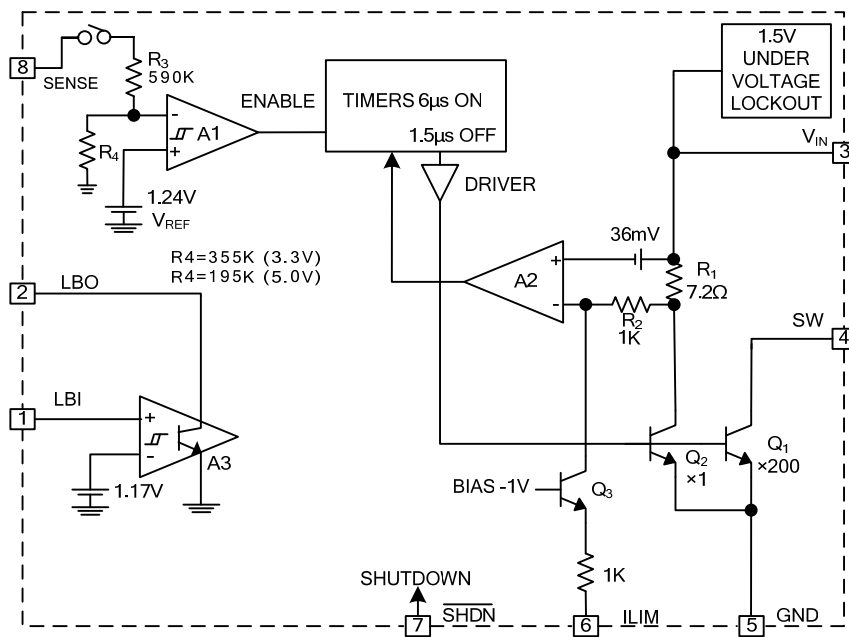 8
SENSE
R3
590K
R4
-
+
A1
1.24V
VREF
ENABLE
TIMERS 6µs ON
1.5µs OFF
DRIVER
1.5V
UNDER
VOLTAGE
LOCKOUT
VIN
3
R4=355K (3.3V)
R4=195K (5.0V)
36mV
+
-
A2
R1
7.2Ω
R2
1K
2
LBO
SW
4
1
LBI
+
-
A3
1.17V
Q2
×1
Q1
×200
BIAS -1V
Q3
1K
SHUTDOWN
7
SHDN
6
ILIM
5
GND